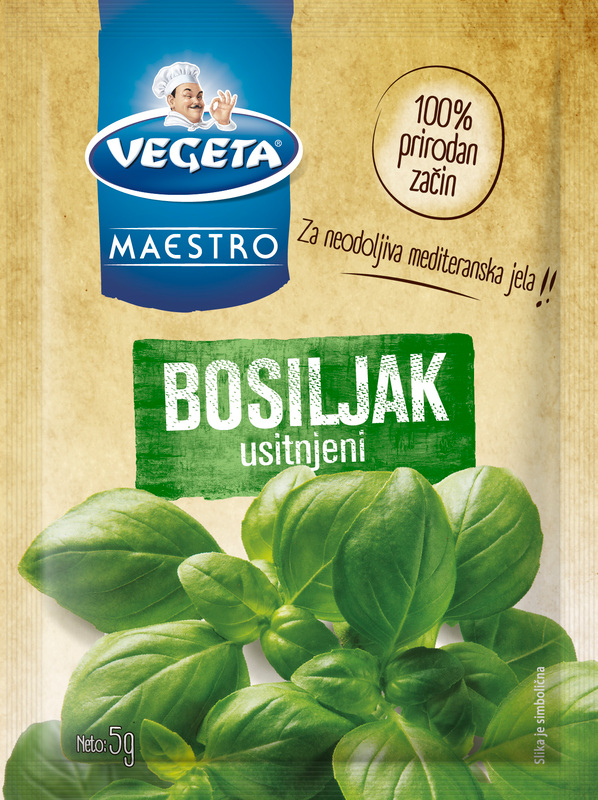 VEGETA®
MAESTRO
100%
prirodan
začin
Za neodoljiva mediteranska jela!!
BOSILJAK
usitnjeni
Neto: 5g
Slika je simbolična